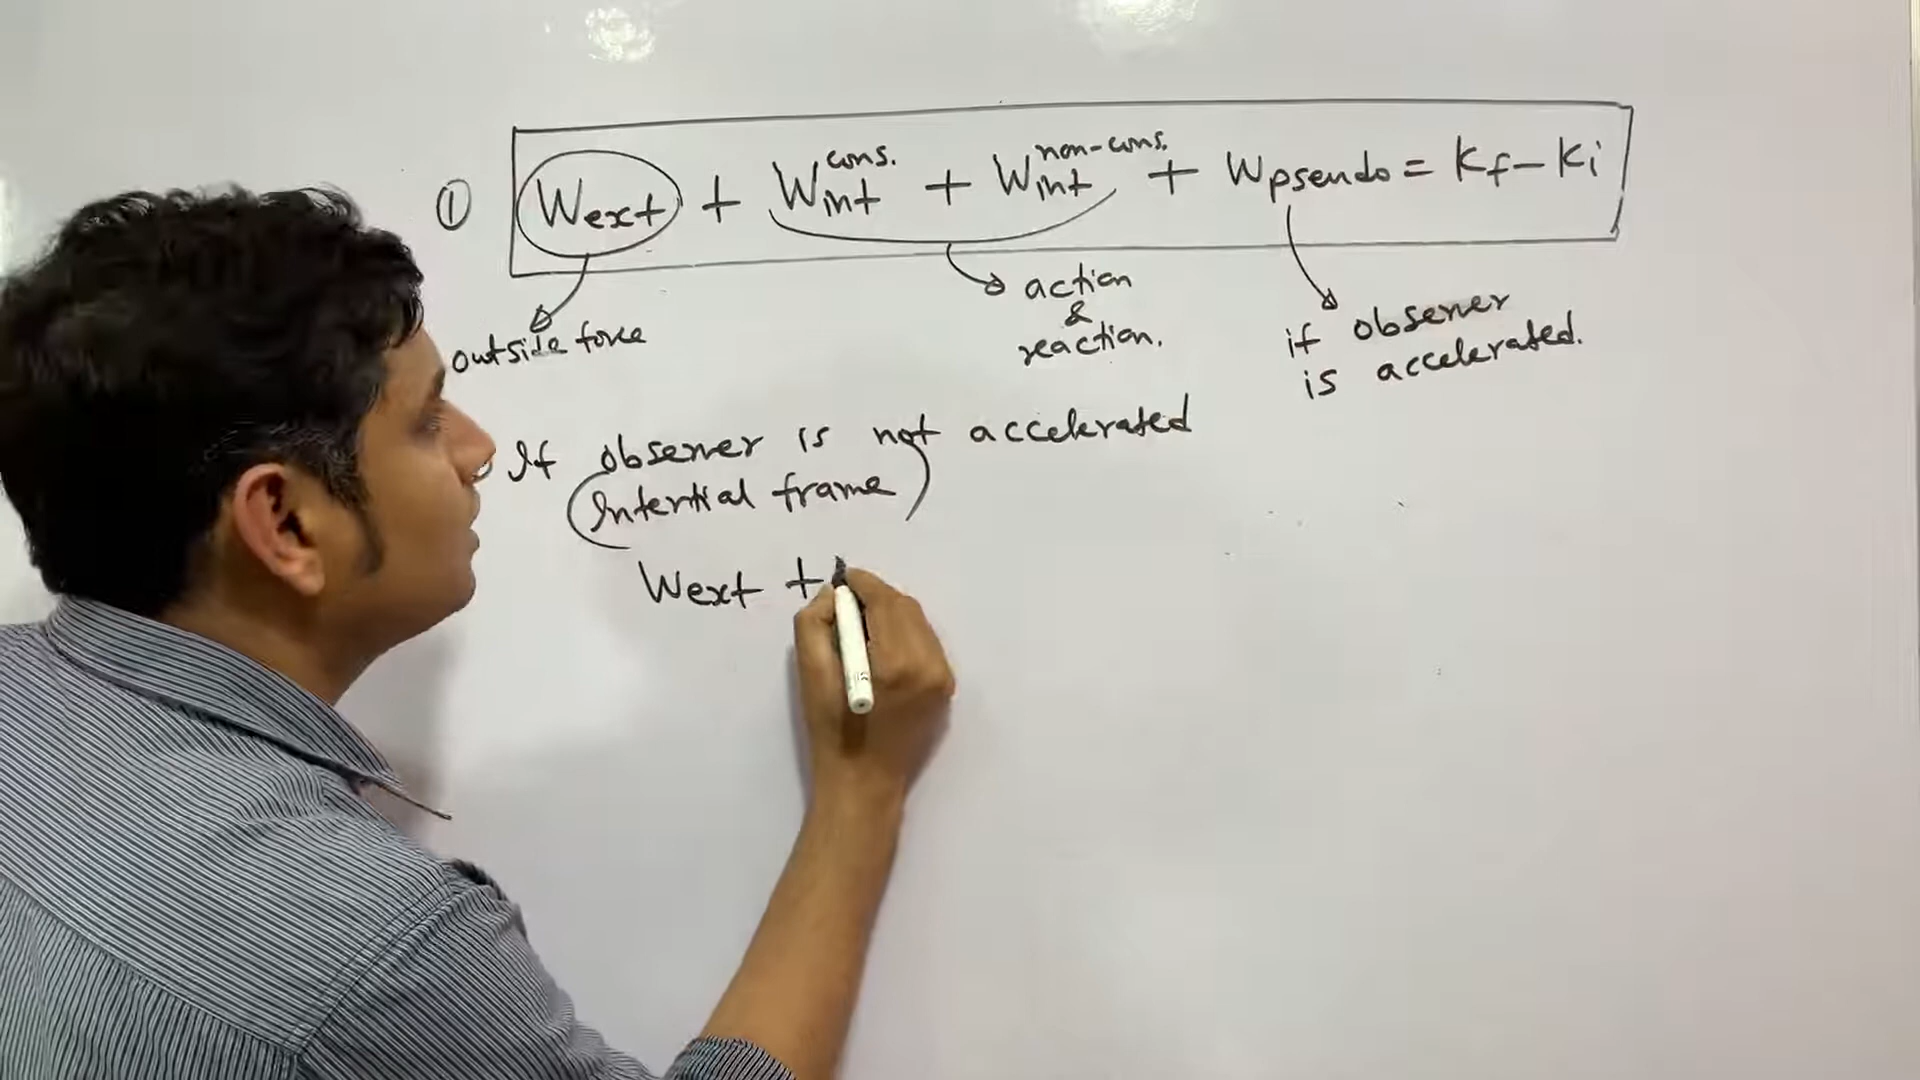 ① Wext + Wint cons. + Wint non-cons. + Wpseudo = Kf - Ki
outside force
action
&
reaction.
if observer
is accelerated.
If observer is not accelerated
(Intertial frame)
Wext +